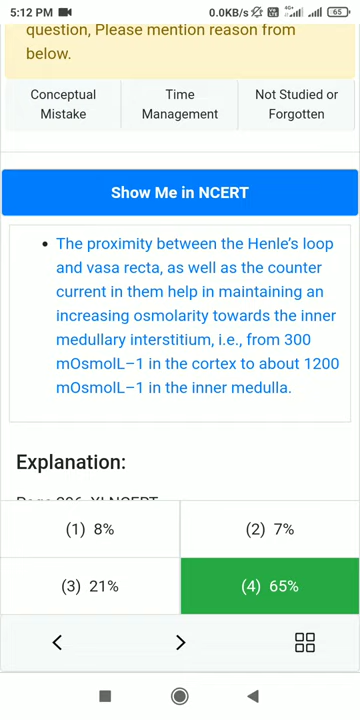 5:12 PM
0.0KB/s
4G+
65
question, Please mention reason from
below.
Conceptual
Mistake
Time
Management
Not Studied or
Forgotten
Show Me in NCERT
• The proximity between the Henle's loop
and vasa recta, as well as the counter
current in them help in maintaining an
increasing osmolarity towards the inner
medullary interstitium, i.e., from 300
mOsmolL−1 in the cortex to about 1200
mOsmolL−1 in the inner medulla.
Explanation:
(1) 8%
(2) 7%
(3) 21%
(4) 65%